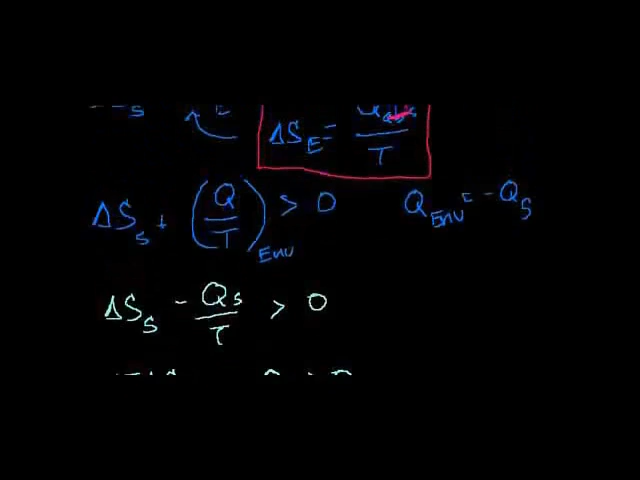 ΔS_E = Q/T
ΔS_s + (Q/T)_Env > 0 Q_Env = -Q_s
ΔS_s - Q_s/T > 0